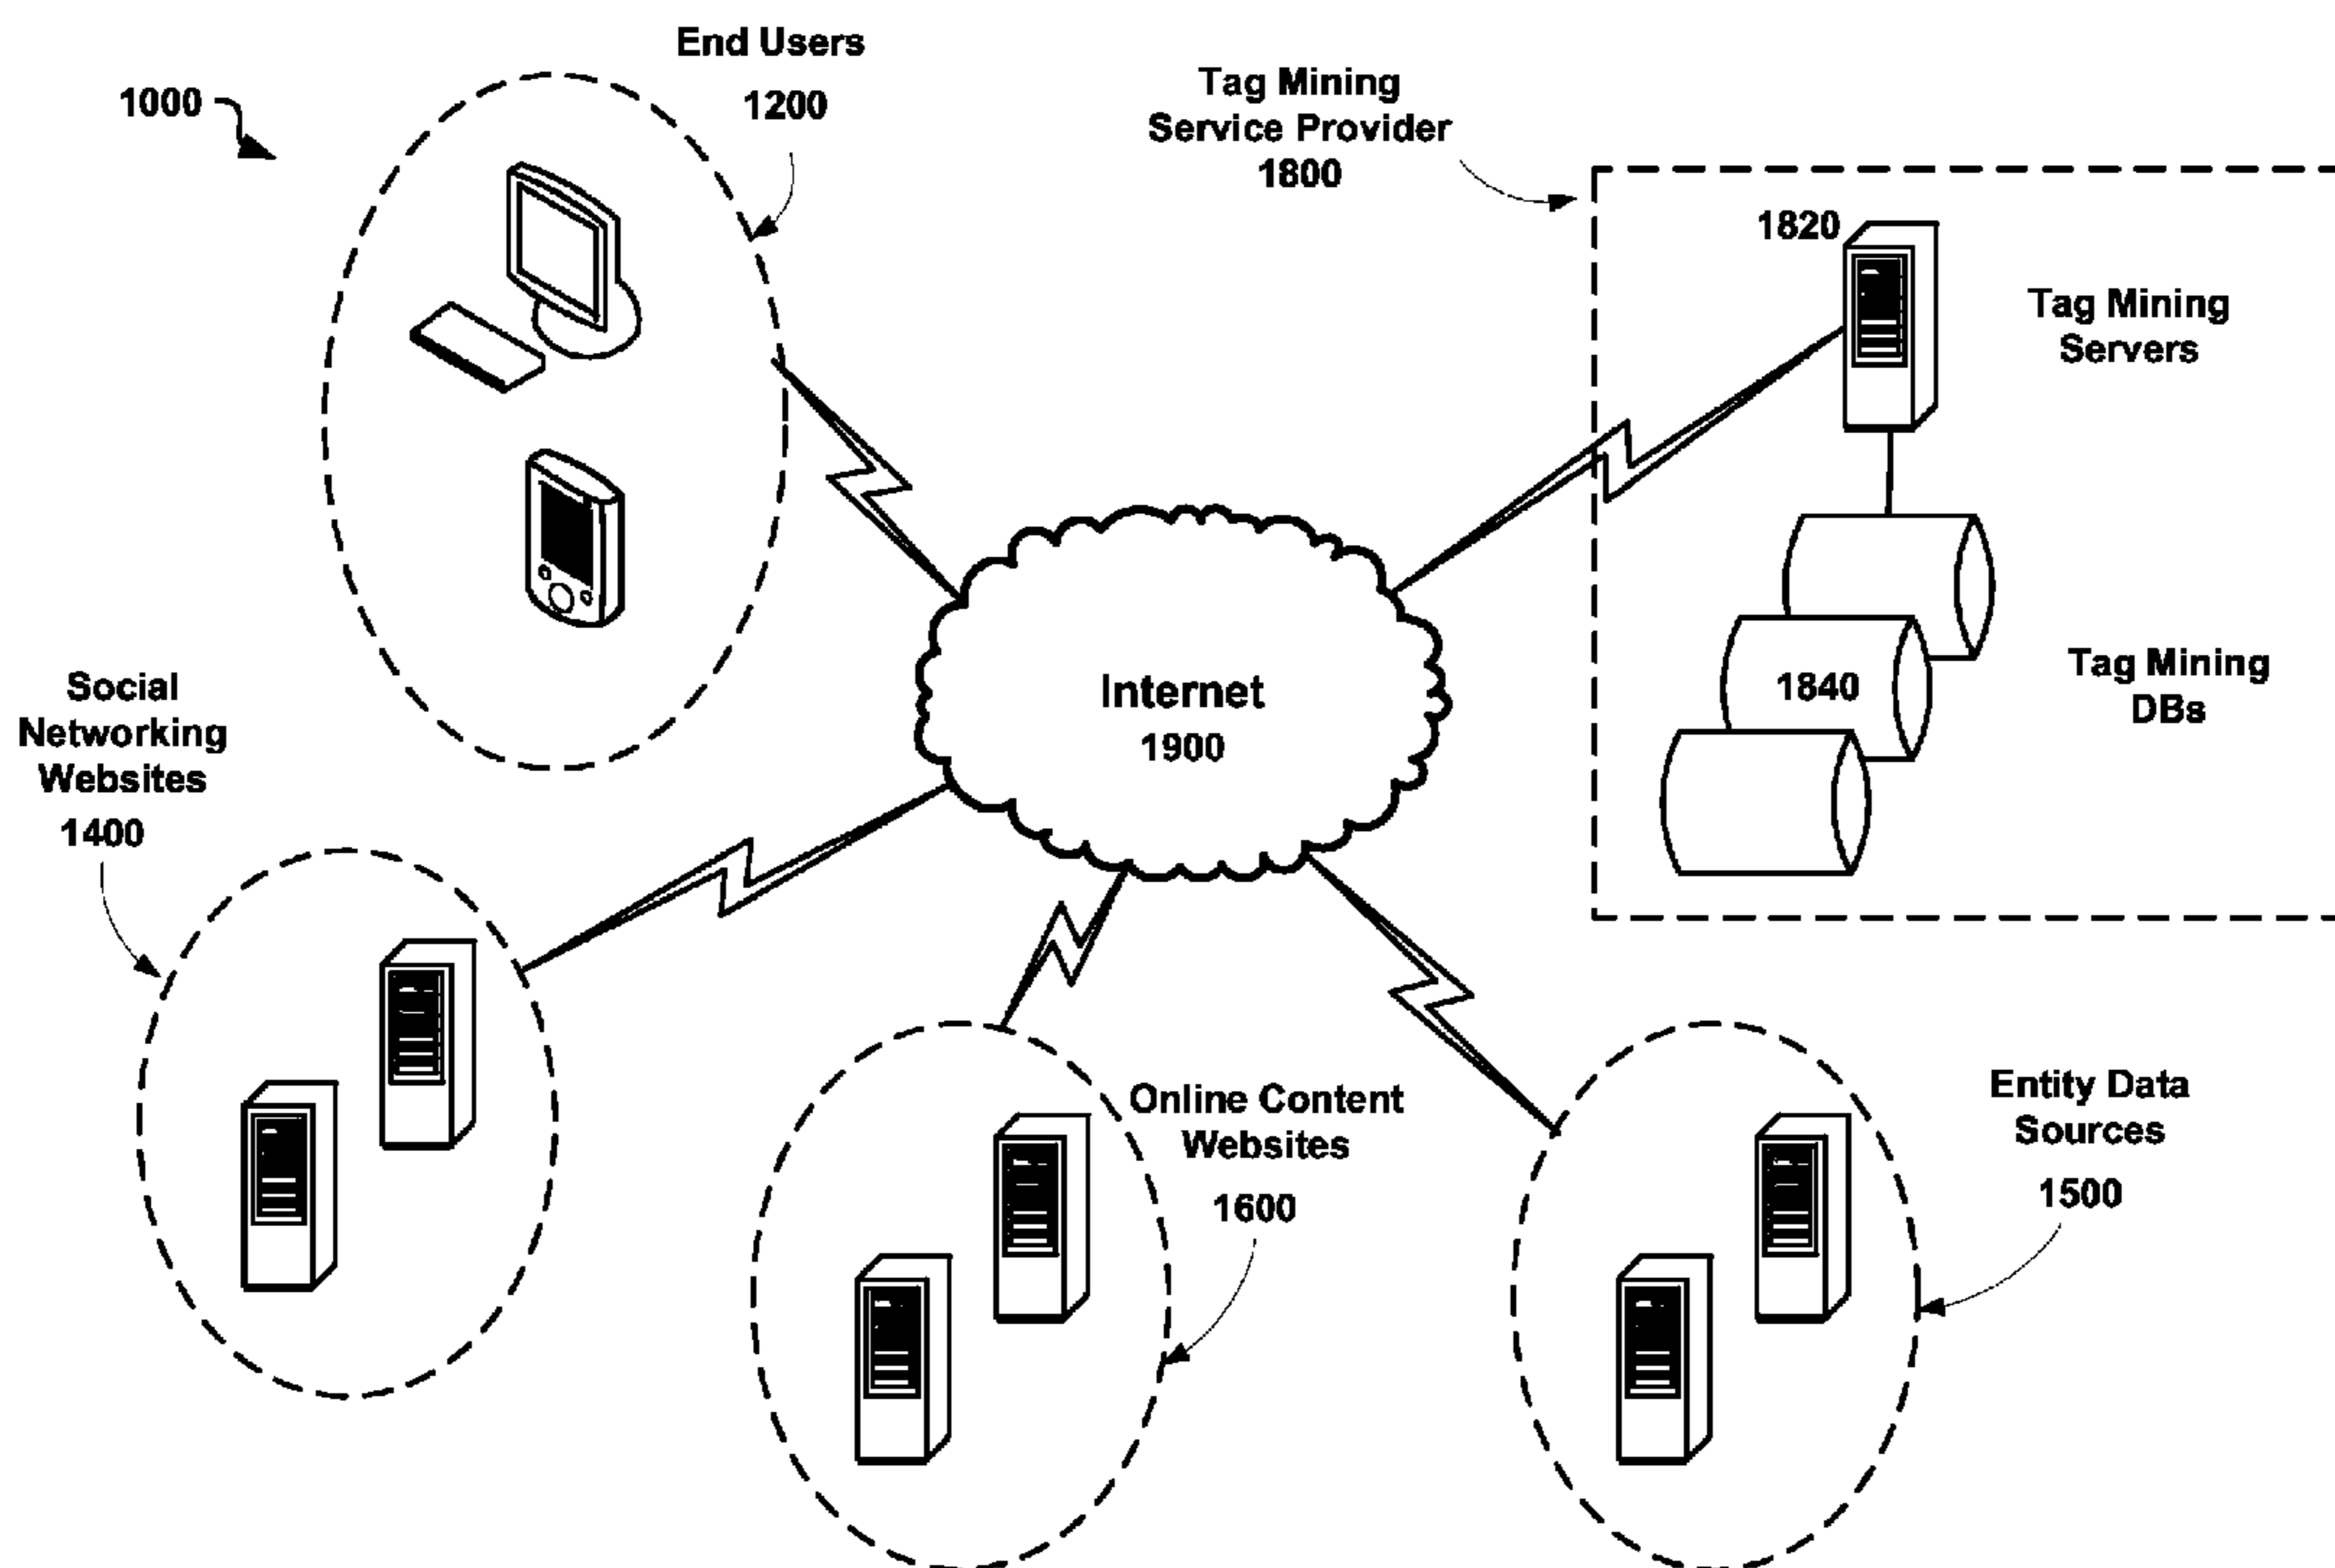 End Users
1200
1000
Tag Mining
Service Provider
1800
1820
Tag Mining
Servers
Tag Mining
DBs
1840
Internet
1900
Social
Networking
Websites
1400
Online Content
Websites
1600
Entity Data
Sources
1500